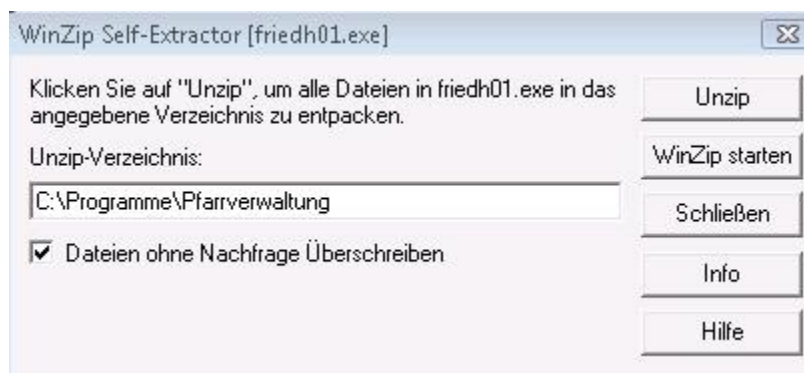 WinZip Self-Extractor [friedh01.exe]
Klicken Sie auf "Unzip", um alle Dateien in friedh01.exe in das
angegebene Verzeichnis zu entpacken.
Unzip-Verzeichnis:
C:\Programme\Pfarrverwaltung
Dateien ohne Nachfrage Überschreiben
Unzip
WinZip starten
Schließen
Info
Hilfe